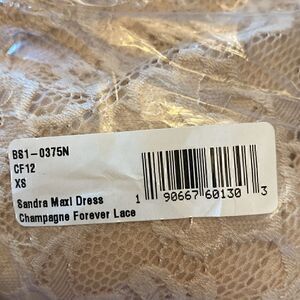 BS1-0375N
CF12
XS
Sandra Maxi Dress
Champagne Forever Lace
1 90667 60130 3